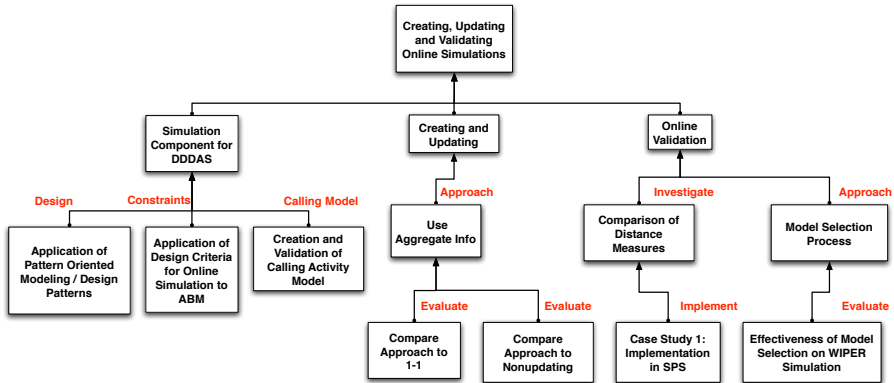 Creating, Updating
and Validating
Online Simulations
Simulation
Component for
DDDAS
Creating and
Updating
Online
Validation
Design
Constraints
Calling Model
Approach
Investigate
Approach
Application of
Pattern Oriented
Modeling / Design
Patterns
Application of
Design Criteria
for Online
Simulation to
ABM
Creation and
Validation of
Calling Activity
Model
Use
Aggregate Info
Comparison of
Distance
Measures
Model Selection
Process
Evaluate
Evaluate
Implement
Evaluate
Compare
Approach to
1-1
Compare
Approach to
Nonupdating
Case Study 1:
Implementation
in SPS
Effectiveness of Model
Selection on WIPER
Simulation